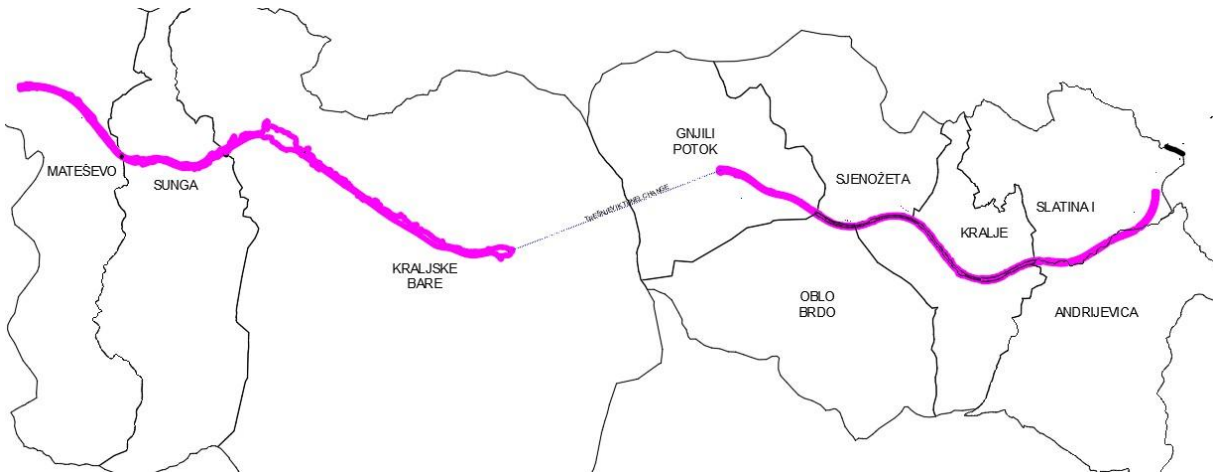 MATEŠEVO
SUNGA
KRALJSKE
BARE
GNJILI
POTOK
SJENOŽETA
KRALJE
SLATINA I
OBLO
BRDO
ANDRIJEVICA